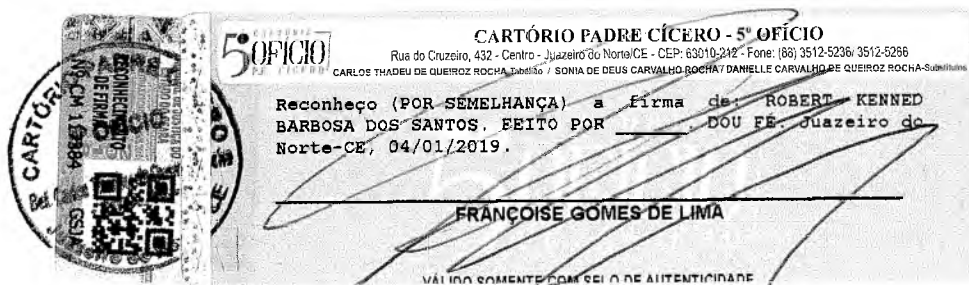 5º OFÍCIO
CARTÓRIO PADRE CÍCERO - 5º OFÍCIO
Rua do Cruzeiro, 432 - Centro - Juazeiro do Norte/CE - CEP: 63010-212 - Fone: (88) 3512-5236/ 3512-5266
CARLOS THADEU DE QUEIROZ ROCHA Tabelião / SONIA DE DEUS CARVALHO ROCHA / DANIELLE CARVALHO DE QUEIROZ ROCHA-Substitutos
Reconheço (POR SEMELHANÇA) a firma de: ROBERT KENNED
BARBOSA DOS SANTOS. FEITO POR ______. DOU FÉ. Juazeiro do
Norte-CE, 04/01/2019.
FRANÇOISE GOMES DE LIMA
VÁLIDO SOMENTE COM SELO DE AUTENTICIDADE
CARTÓR
RECONHECIMENTO
DE FIRMA